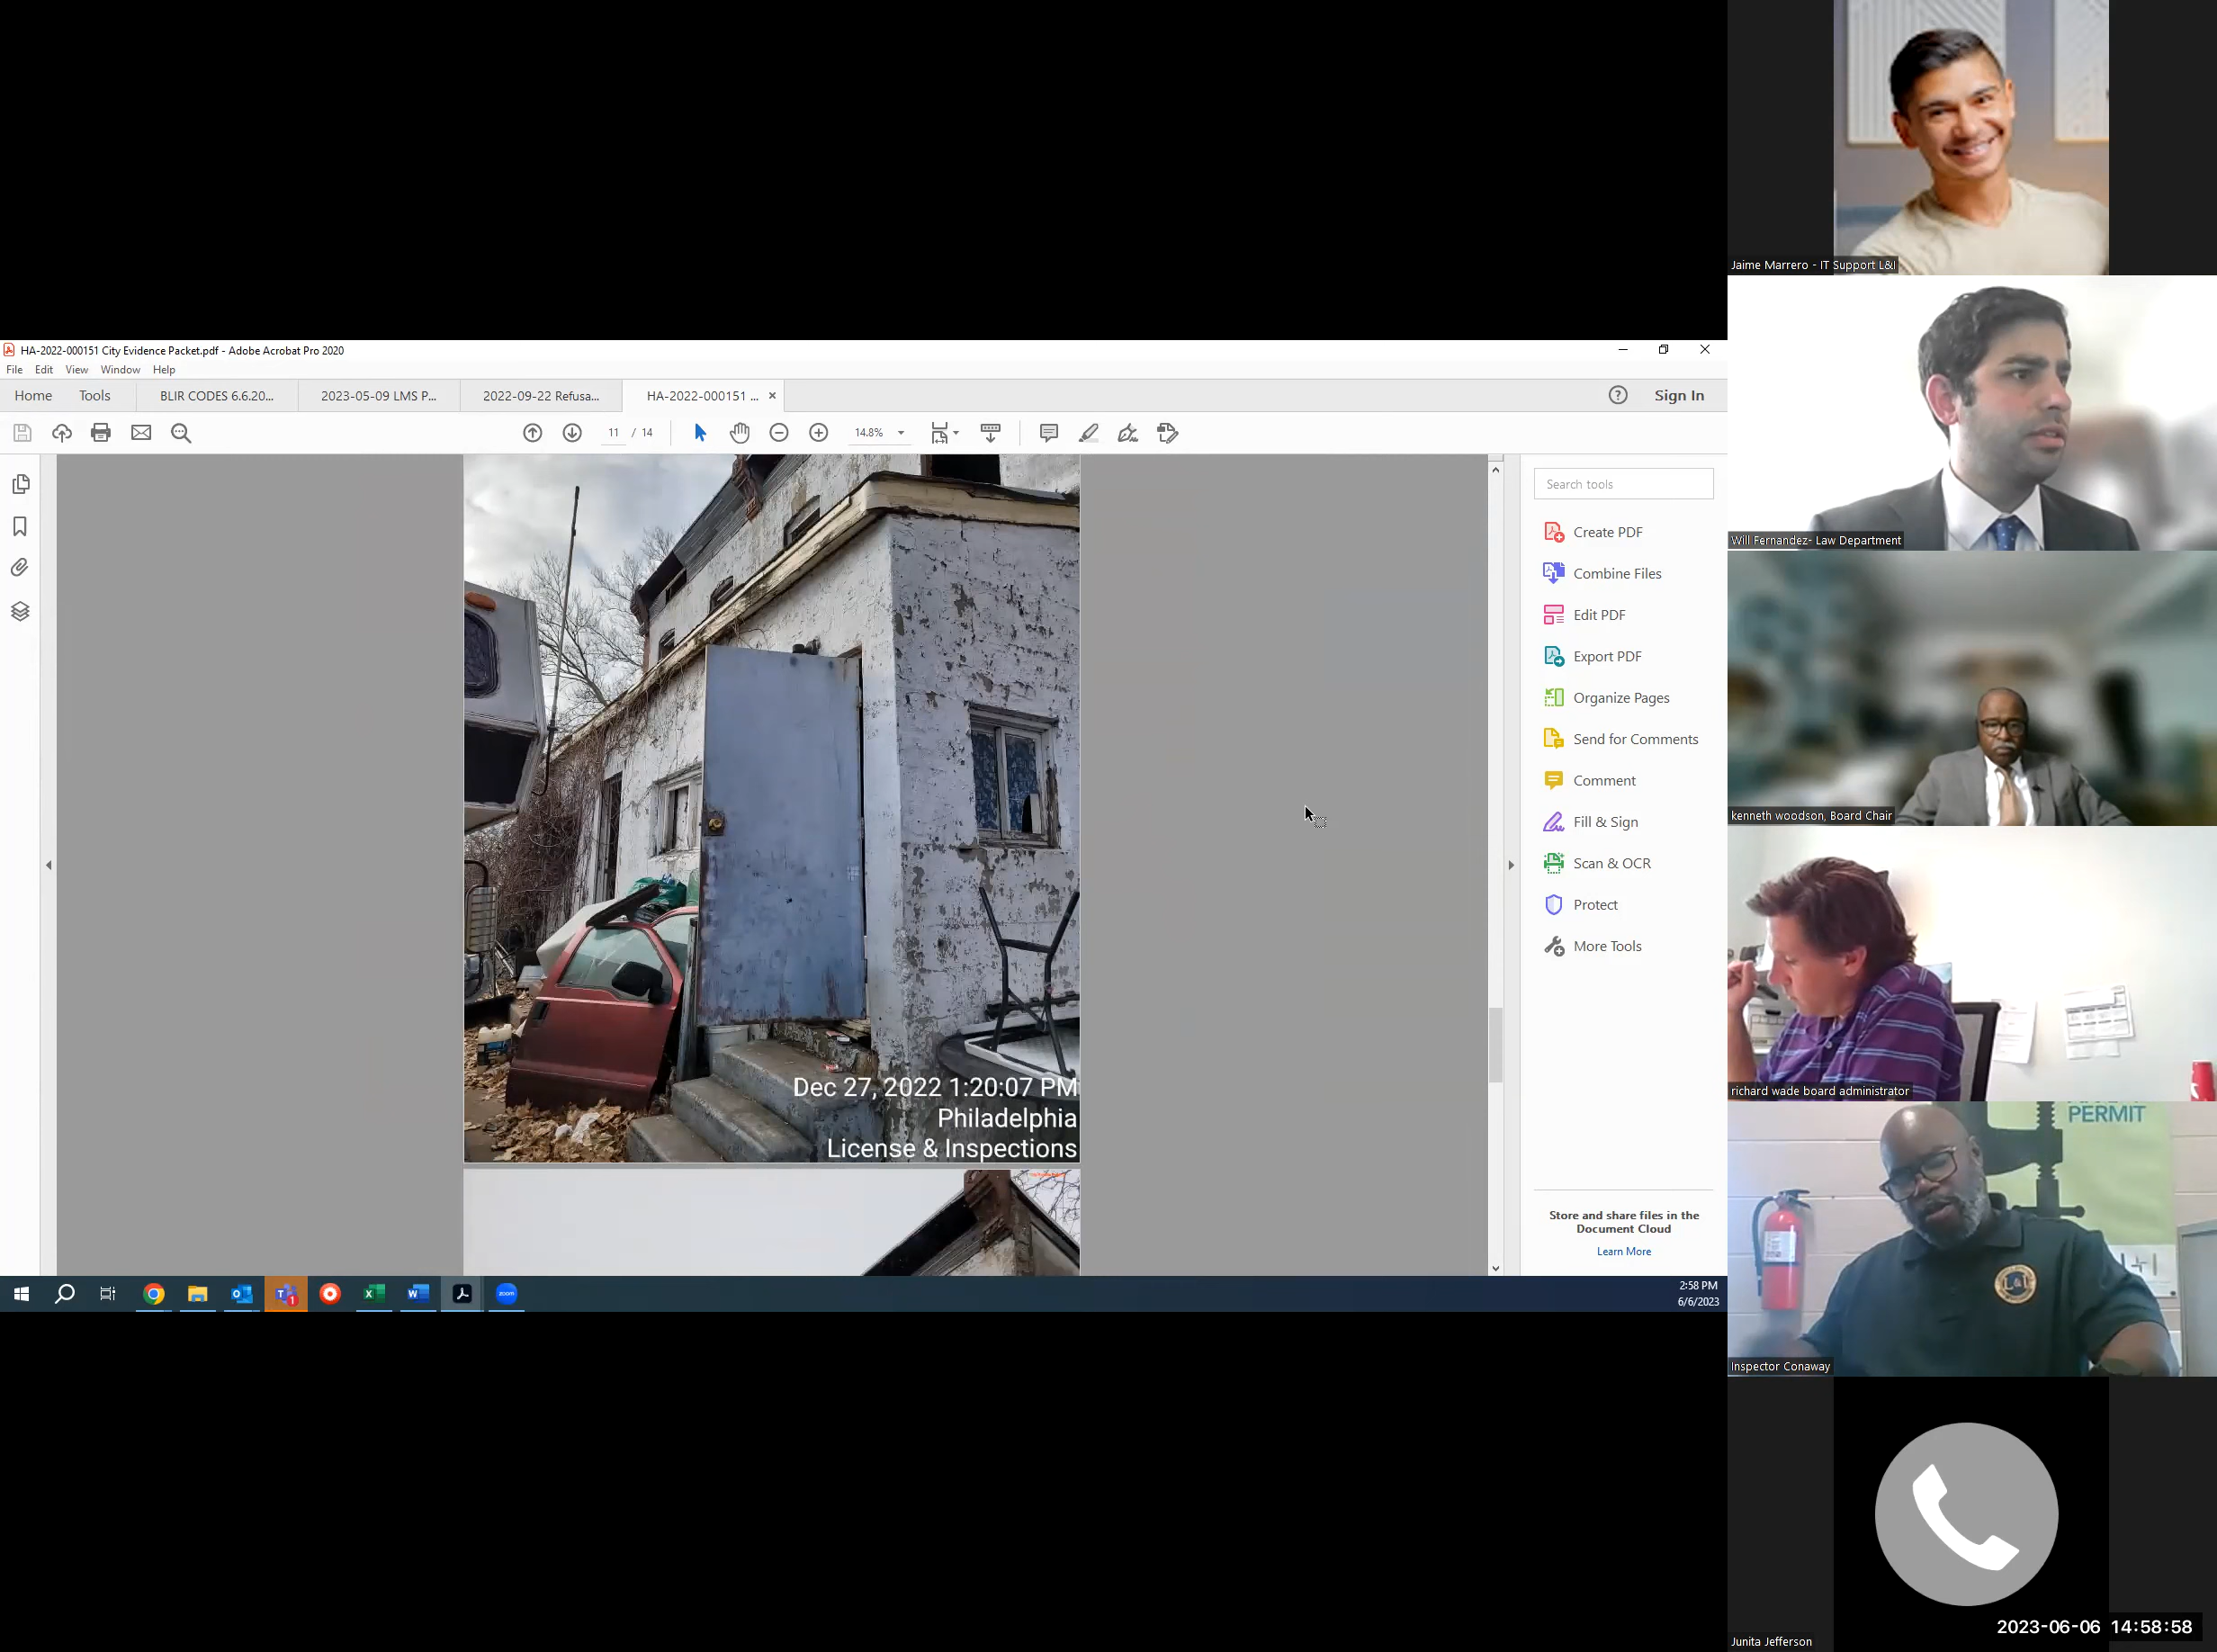 HA-2022-000151 City Evidence Packet.pdf - Adobe Acrobat Pro 2020
File Edit View Window Help
Home Tools BLIR CODES 6.6.20... 2023-05-09 LMS P... 2022-09-22 Refusa... HA-2022-000151 ... Sign In
11 / 14 14.8%
Search tools
Create PDF
Combine Files
Edit PDF
Export PDF
Organize Pages
Send for Comments
Comment
Fill & Sign
Scan & OCR
Protect
More Tools
Store and share files in the
Document Cloud
Learn More
Dec 27, 2022 1:20:07 PM
Philadelphia
License & Inspections
2:58 PM
6/6/2023
zoom
Jaime Marrero - IT Support L&I
Will Fernandez- Law Department
kenneth woodson, Board Chair
richard wade board administrator
PERMIT
L&I
Inspector Conaway
Junita Jefferson
2023-06-06 14:58:58